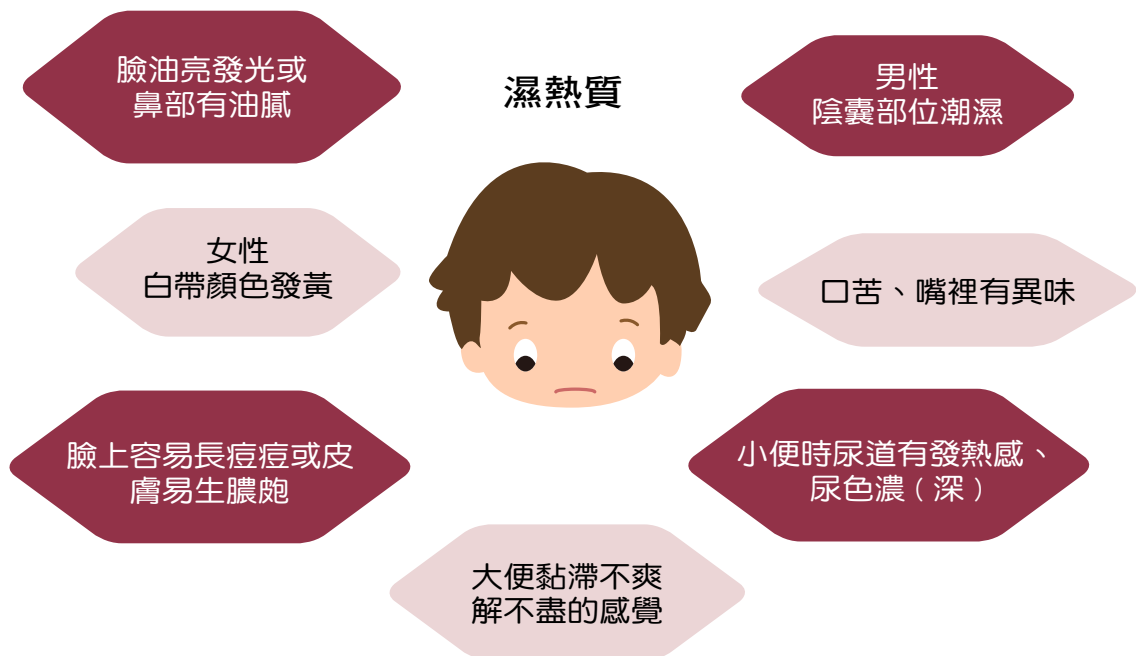 濕熱質
臉油亮發光或
鼻部有油膩
男性
陰囊部位潮濕
女性
白帶顏色發黃
口苦、嘴裡有異味
臉上容易長痘痘或皮
膚易生膿皰
小便時尿道有發熱感、
尿色濃（深）
大便黏滯不爽
解不盡的感覺